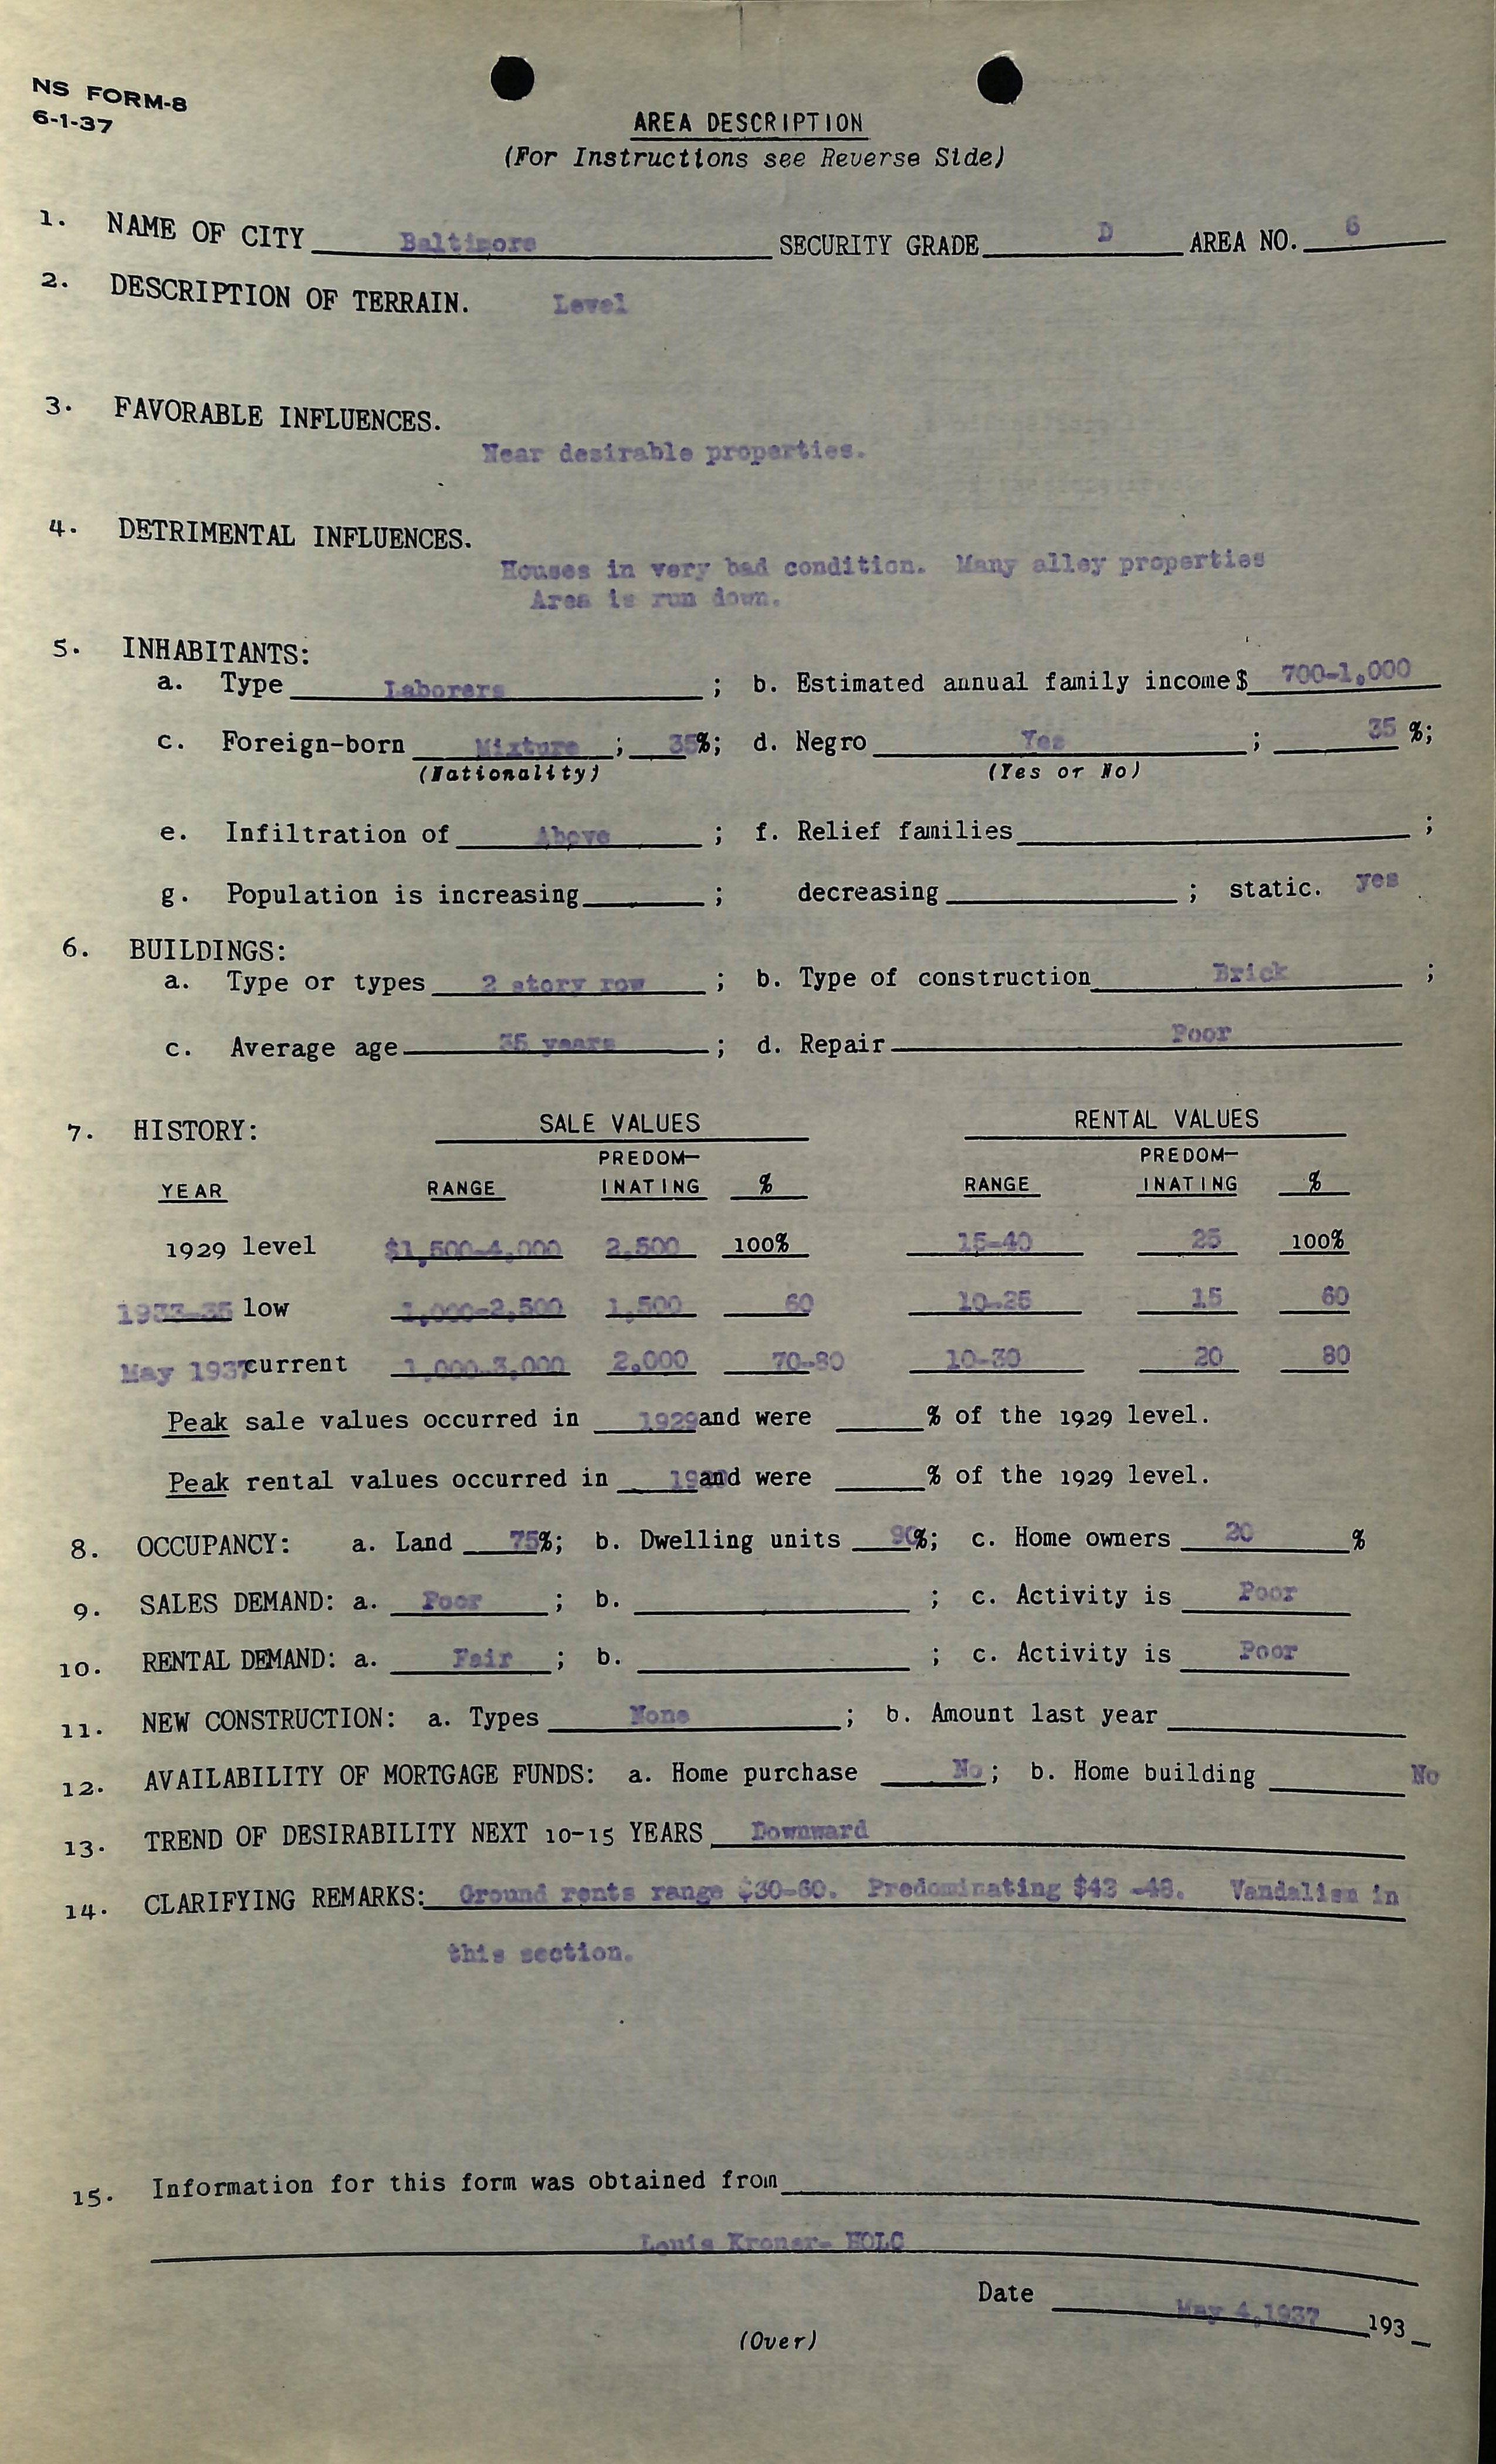 NS FORM-8
6-1-37
AREA DESCRIPTION
(For Instructions see Reverse Side)
1. NAME OF CITY Baltimore SECURITY GRADE D AREA NO. 6
2. DESCRIPTION OF TERRAIN. Level
3. FAVORABLE INFLUENCES.
Near desirable properties.
4. DETRIMENTAL INFLUENCES.
Houses in very bad condition. Many alley properties
Area is run down.
5. INHABITANTS:
a. Type Laborers ; b. Estimated annual family income $ 700-1,000
c. Foreign-born Mixture ; 35%; d. Negro Yes ; 35 %;
(Nationality) (Yes or No)
e. Infiltration of Above ; f. Relief families ;
g. Population is increasing ; decreasing ; static. yes
6. BUILDINGS:
a. Type or types 2 story row ; b. Type of construction Brick ;
c. Average age 35 years ; d. Repair Poor
7. HISTORY: SALE VALUES RENTAL VALUES
PREDOM- PREDOM-
YEAR RANGE INATING % RANGE INATING %
1929 level $1,500-4,000 2,500 100% 15-40 25 100%
1933-35 low 1,000-2,500 1,500 60 10-25 15 60
May 1937 current 1,000-3,000 2,000 70-80 10-30 20 80
Peak sale values occurred in 1929 and were % of the 1929 level.
Peak rental values occurred in and were % of the 1929 level.
8. OCCUPANCY: a. Land 75%; b. Dwelling units 90%; c. Home owners 20 %
9. SALES DEMAND: a. Poor ; b. ; c. Activity is Poor
10. RENTAL DEMAND: a. Fair ; b. ; c. Activity is Poor
11. NEW CONSTRUCTION: a. Types None ; b. Amount last year
12. AVAILABILITY OF MORTGAGE FUNDS: a. Home purchase No ; b. Home building No
13. TREND OF DESIRABILITY NEXT 10-15 YEARS Downward
14. CLARIFYING REMARKS: Ground rents range $30-60. Predominating $42 -48. Vandalism in
this section.
15. Information for this form was obtained from
Louis Kroner- HOLC
Date May 4, 1937 193
(Over)